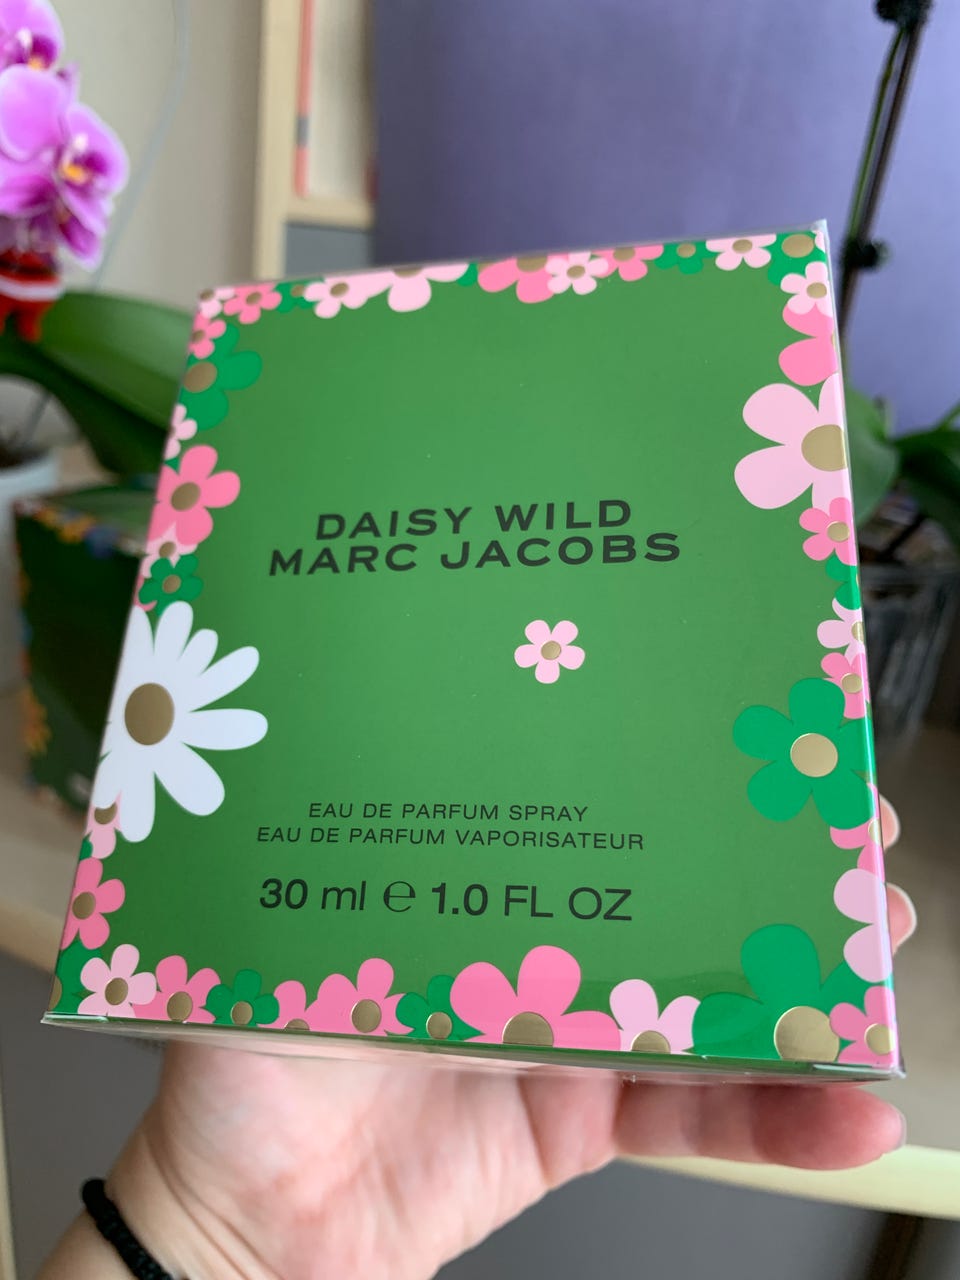 DAISY WILD
MARC JACOBS
EAU DE PARFUM SPRAY
EAU DE PARFUM VAPORISATEUR
30 ml ℮ 1.0 FL OZ